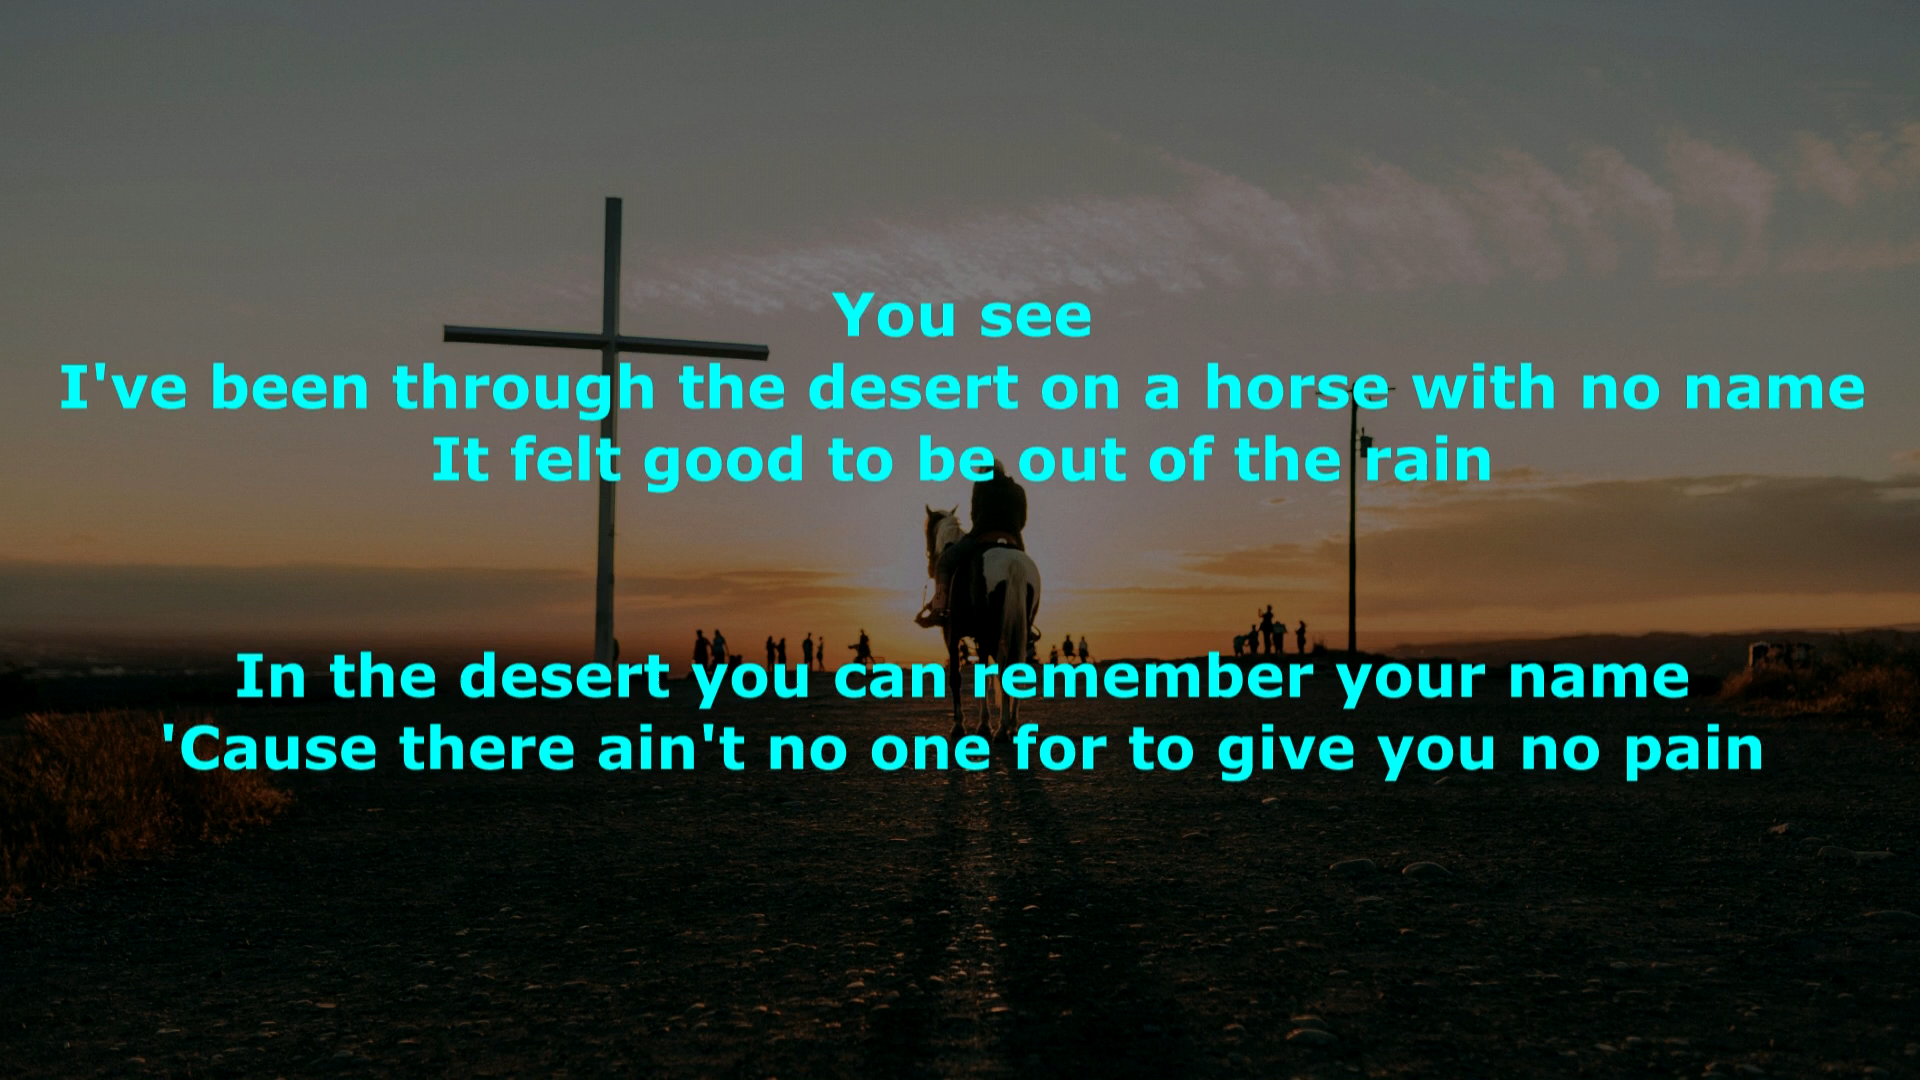 You see
I've been through the desert on a horse with no name
It felt good to be out of the rain
In the desert you can remember your name
'Cause there ain't no one for to give you no pain